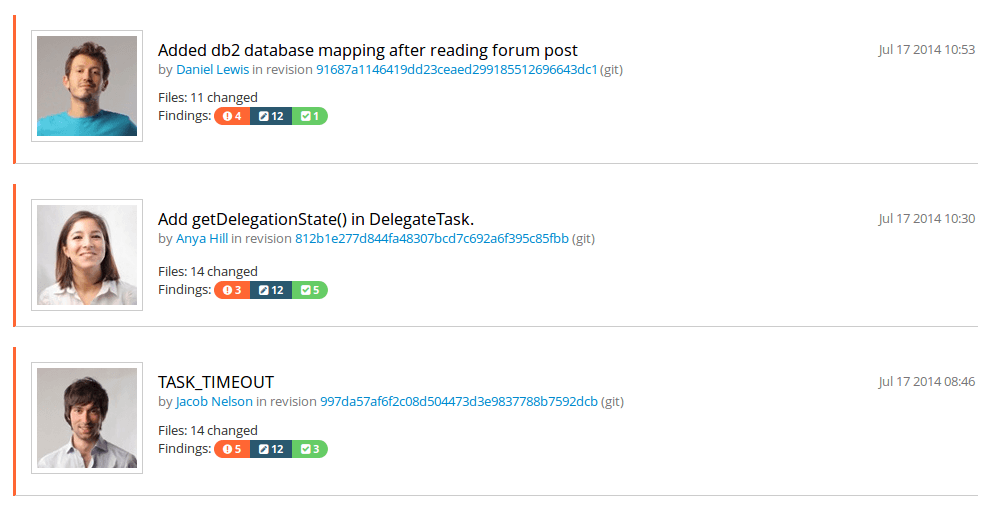 Added db2 database mapping after reading forum post Jul 17 2014 10:53
by Daniel Lewis in revision 91687a1146419dd23ceaed299185512696643dc1 (git)
Files: 11 changed
Findings: 4 12 1
Add getDelegationState() in DelegateTask. Jul 17 2014 10:30
by Anya Hill in revision 812b1e277d844fa48307bcd7c692a6f395c85fbb (git)
Files: 14 changed
Findings: 3 12 5
TASK_TIMEOUT Jul 17 2014 08:46
by Jacob Nelson in revision 997da57af6f2c08d504473d3e9837788b7592dcb (git)
Files: 14 changed
Findings: 5 12 3